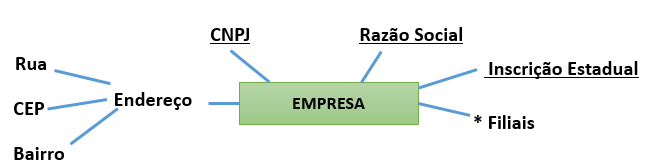 CNPJ
Razão Social
Rua
Inscrição Estadual
CEP
Endereço
EMPRESA
* Filiais
Bairro